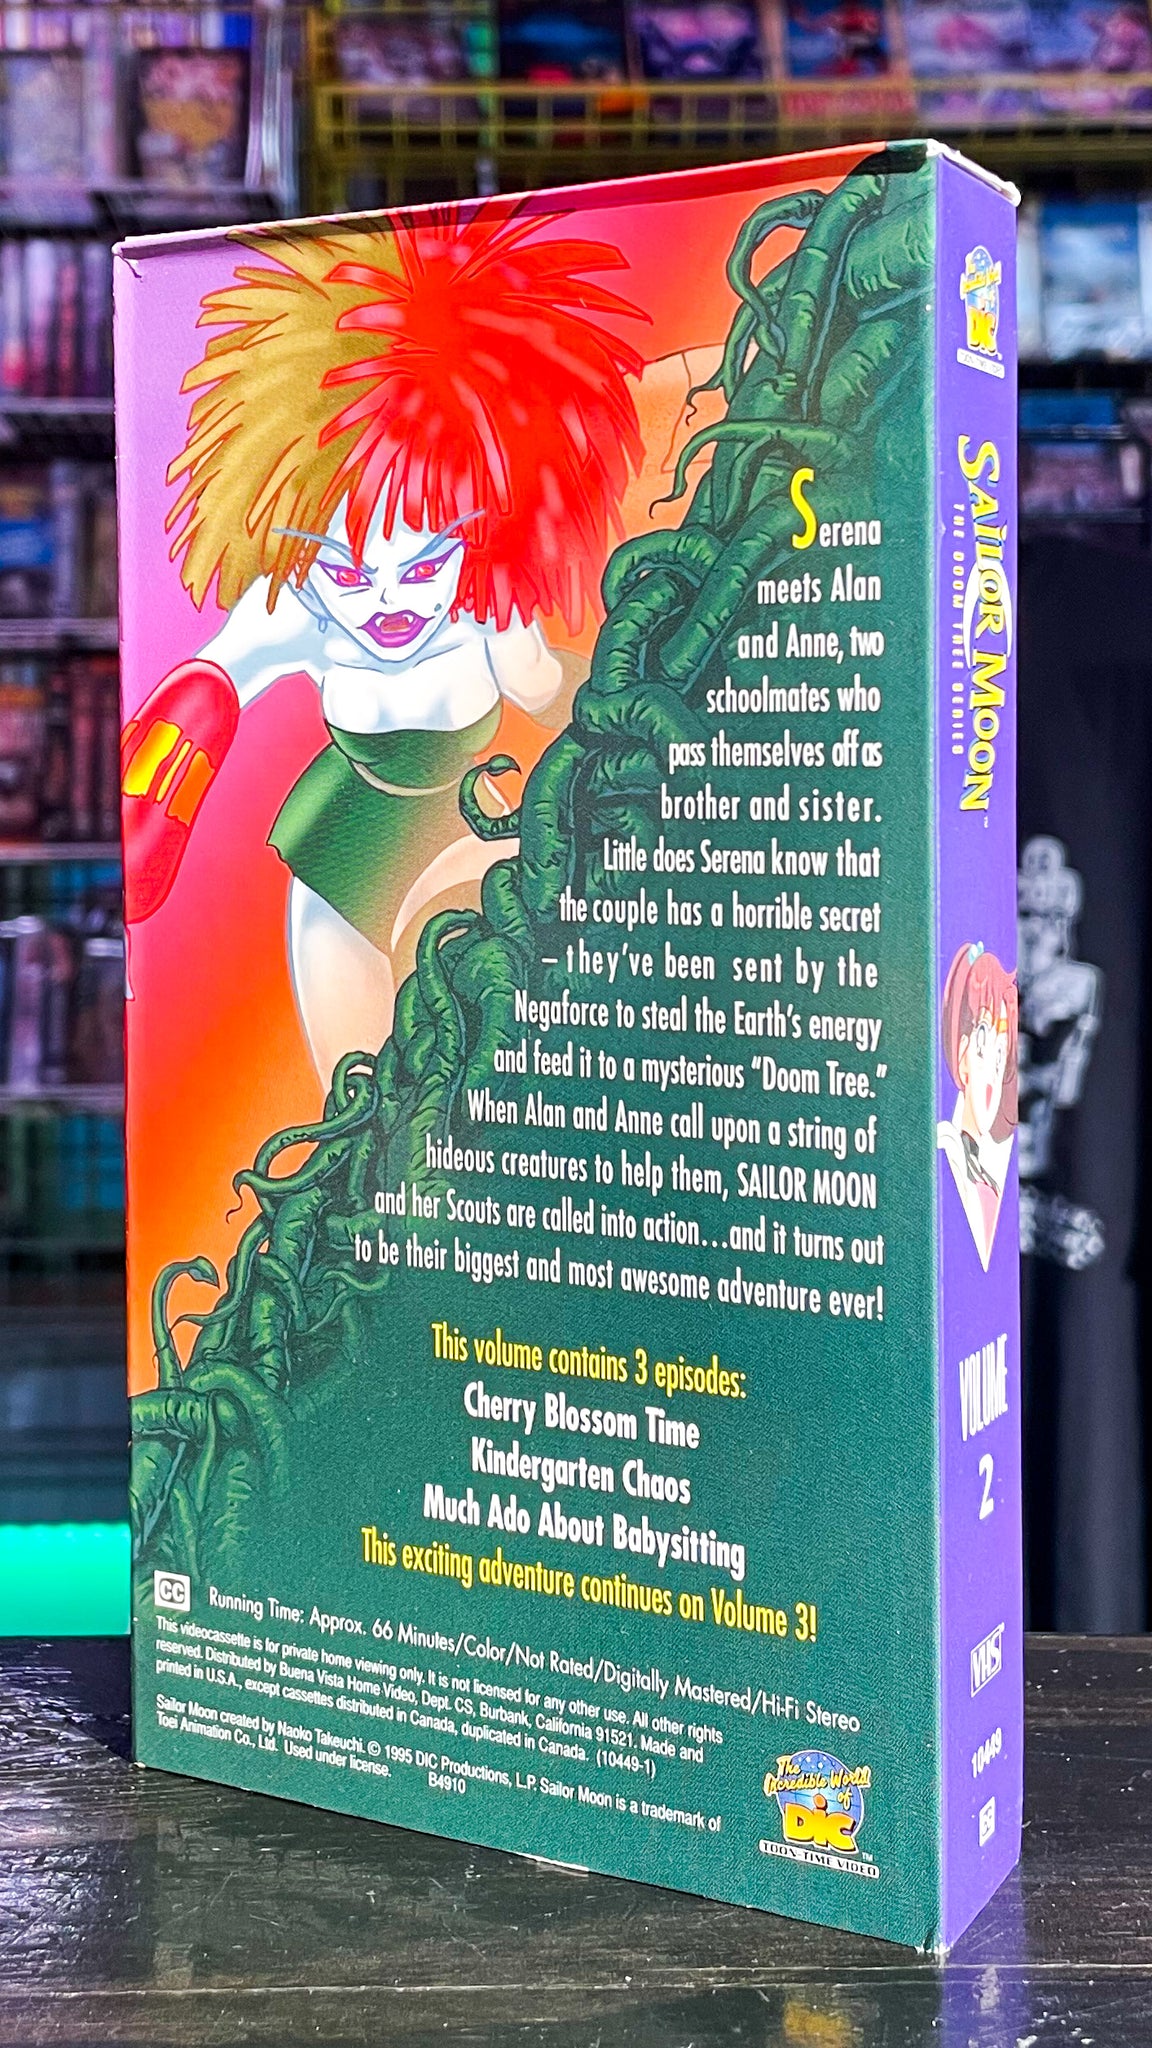 Serena
meets Alan
and Anne, two
schoolmates who
pass themselves off as
brother and sister.
Little does Serena know that
the couple has a horrible secret
– they've been sent by the
Negaforce to steal the Earth's energy
and feed it to a mysterious "Doom Tree."
When Alan and Anne call upon a string of
hideous creatures to help them, SAILOR MOON
and her Scouts are called into action...and it turns out
to be their biggest and most awesome adventure ever!
This volume contains 3 episodes:
Cherry Blossom Time
Kindergarten Chaos
Much Ado About Babysitting
This exciting adventure continues on Volume 3!
CC Running Time: Approx. 66 Minutes/Color/Not Rated/Digitally Mastered/Hi-Fi Stereo
This videocassette is for private home viewing only. It is not licensed for any other use. All other rights
reserved. Distributed by Buena Vista Home Video, Dept. CS, Burbank, California 91521. Made and
printed in U.S.A., except cassettes distributed in Canada, duplicated in Canada. (10449-1)
Sailor Moon created by Naoko Takeuchi. © 1995 DIC Productions, L.P. Sailor Moon is a trademark of
Toei Animation Co., Ltd. Used under license. B4910
The
Incredible World
of
DiC
TOON-TIME VIDEO
™
The
Incredible World
of
DIC
TOON-TIME VIDEO
SAILOR MOON
THE DOOM TREE SERIES
VOLUME
2
VHS
10449